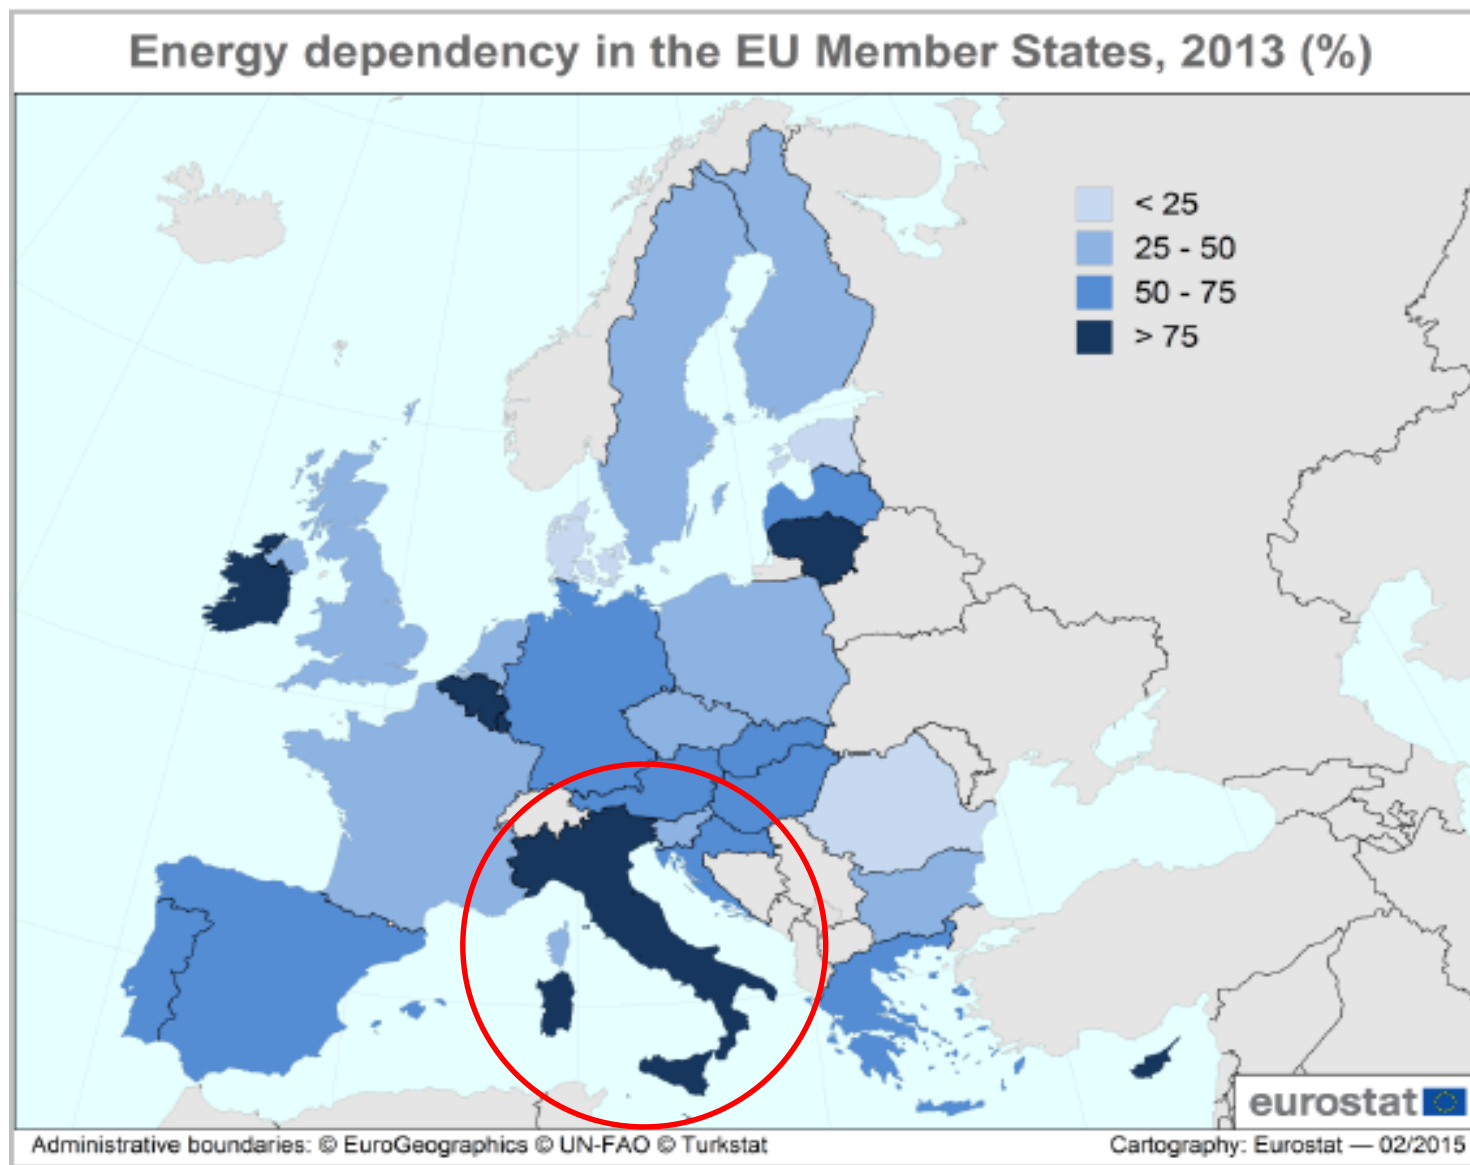 Energy dependency in the EU Member States, 2013 (%)
< 25
25 - 50
50 - 75
> 75
eurostat
Administrative boundaries: © EuroGeographics © UN-FAO © Turkstat
Cartography: Eurostat — 02/2015